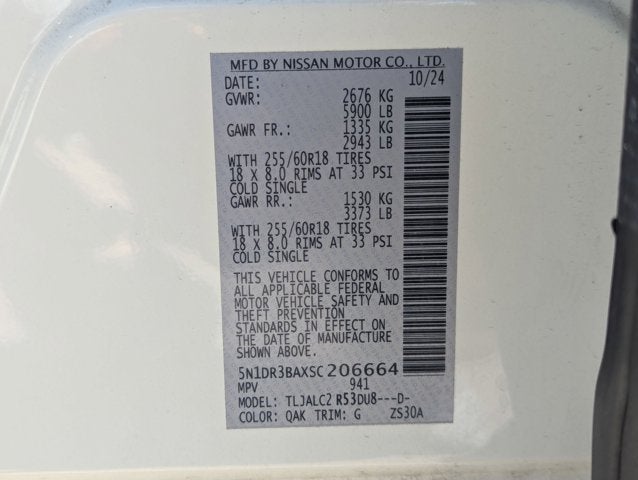 MFD BY NISSAN MOTOR CO., LTD.
DATE: 10/24
GVWR: 2676 KG
5900 LB
GAWR FR.: 1335 KG
2943 LB
WITH 255/60R18 TIRES
18 X 8.0 RIMS AT 33 PSI
COLD SINGLE
GAWR RR.: 1530 KG
3373 LB
WITH 255/60R18 TIRES
18 X 8.0 RIMS AT 33 PSI
COLD SINGLE
THIS VEHICLE CONFORMS TO
ALL APPLICABLE FEDERAL
MOTOR VEHICLE SAFETY AND
THEFT PREVENTION
STANDARDS IN EFFECT ON
THE DATE OF MANUFACTURE
SHOWN ABOVE.
5N1DR3BAXSC206664
MPV 941
MODEL: TLJALC2 R53DU8---D-
COLOR: QAK TRIM: G ZS30A